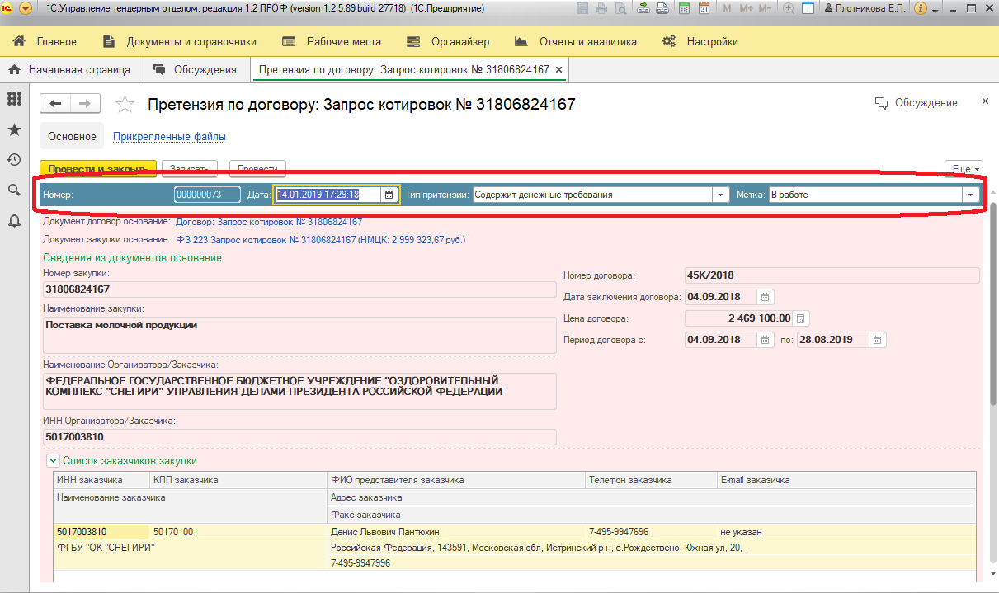 1С:Управление тендерным отделом, редакция 1.2 ПРОФ (version 1.2.5.89 build 27718) (1С:Предприятие)
M M+ M- Плотникова Е.Л.
Главное Документы и справочники Рабочие места Органайзер Отчеты и аналитика Настройки
Начальная страница Обсуждения Претензия по договору: Запрос котировок № 31806824167
Претензия по договору: Запрос котировок № 31806824167 Обсуждение
Основное Прикрепленные файлы
Провести и закрыть Записать Провести Еще
Номер: 000000073 Дата: 14.01.2019 17:29:18 Тип притензии: Содержит денежные требования Метка: В работе
Документ договор основание: Договор: Запрос котировок № 31806824167
Документ закупки основание: ФЗ 223 Запрос котировок № 31806824167 (НМЦК: 2 999 323,67 руб.)
Сведения из документов основание
Номер закупки:
31806824167
Номер договора: 45К/2018
Дата заключения договора: 04.09.2018
Наименование закупки:
Поставка молочной продукции
Цена договора: 2 469 100,00
Период договора с: 04.09.2018 по: 28.08.2019
Наименование Организатора/Заказчика:
ФЕДЕРАЛЬНОЕ ГОСУДАРСТВЕННОЕ БЮДЖЕТНОЕ УЧРЕЖДЕНИЕ "ОЗДОРОВИТЕЛЬНЫЙ
КОМПЛЕКС "СНЕГИРИ" УПРАВЛЕНИЯ ДЕЛАМИ ПРЕЗИДЕНТА РОССИЙСКОЙ ФЕДЕРАЦИИ
ИНН Организатора/Заказчика:
5017003810
Список заказчиков закупки
ИНН заказчика КПП заказчика ФИО представителя заказчика Телефон заказчика E-mail заказичка
Наименование заказчика Адрес заказчика
Факс заказчика
5017003810 501701001 Денис Львович Пантюхин 7-495-9947696 не указан
ФГБУ "ОК "СНЕГИРИ" Российская Федерация, 143591, Московская обл, Истринский р-н, с.Рождествено, Южная ул, 20, -
7-495-9947996